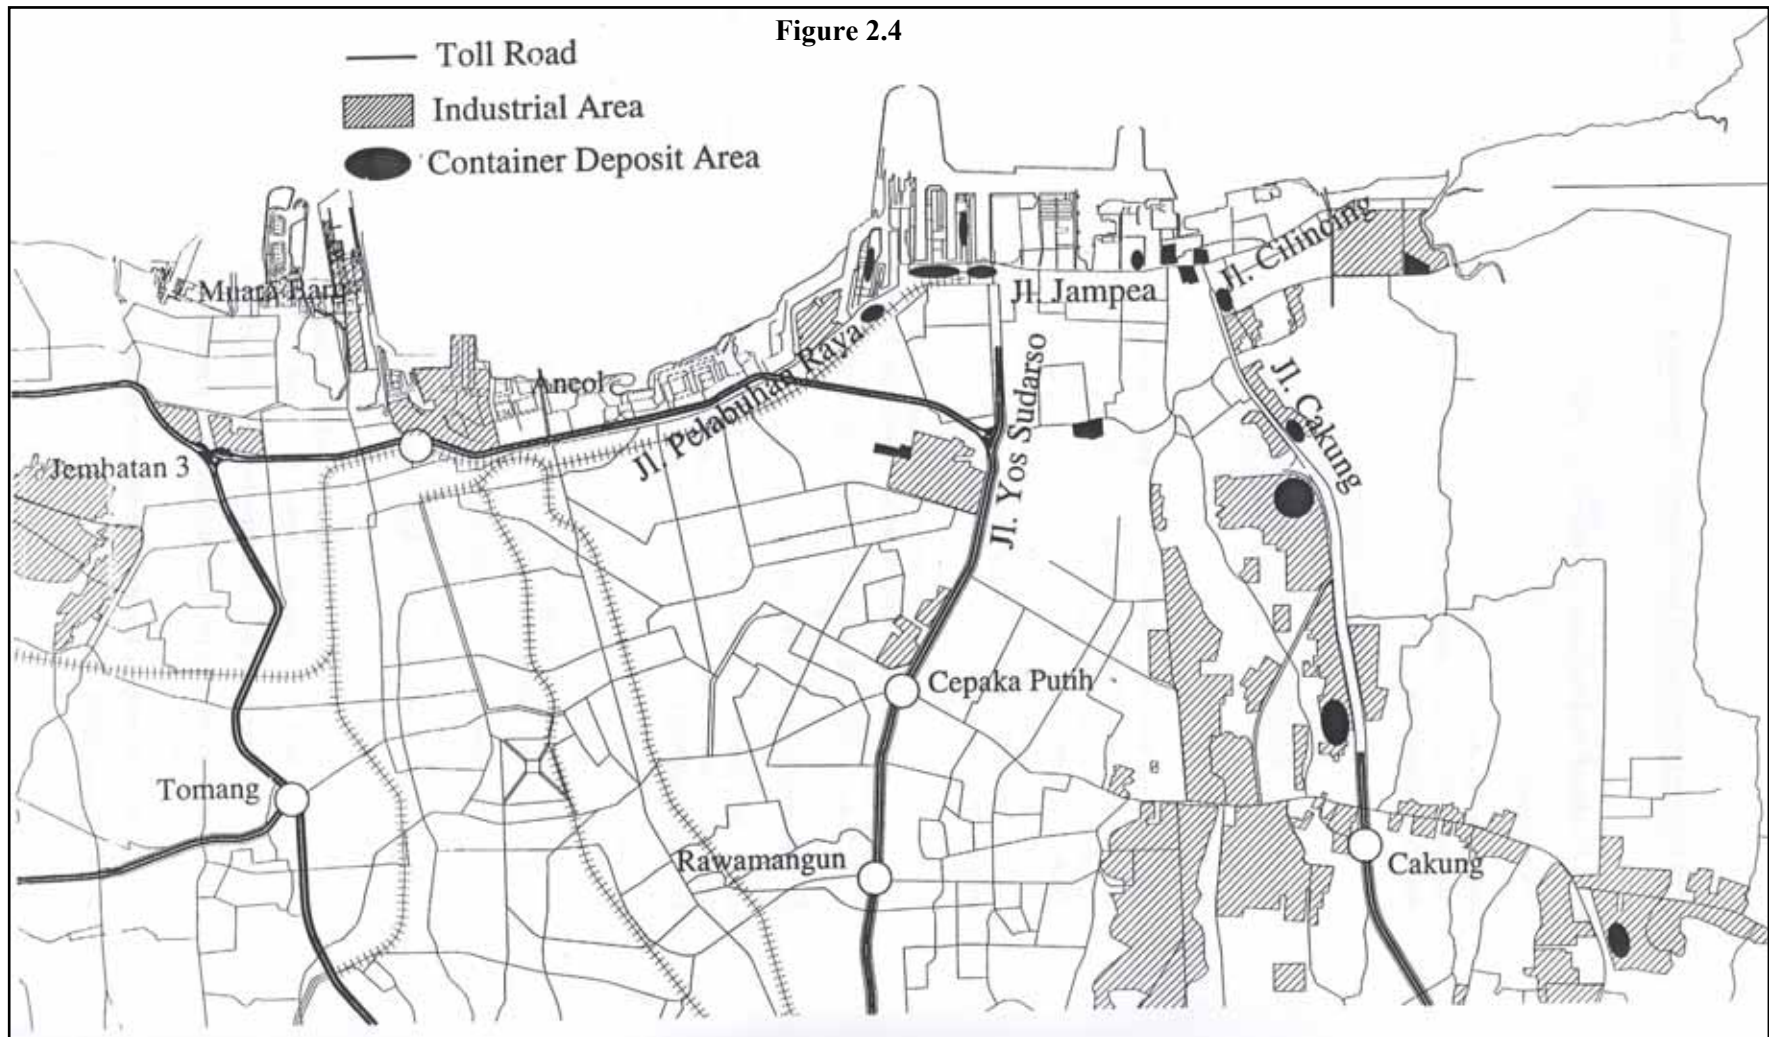 Figure 2.4
Toll Road
Industrial Area
Container Deposit Area
Muara Baru
Jl. Cilincing
Jl. Jampea
Ancol
Jl. Pelabuhan Raya
Jl. Yos Sudarso
Jl. Cakung
Jembatan 3
Cepaka Putih
Tomang
Rawamangun
Cakung